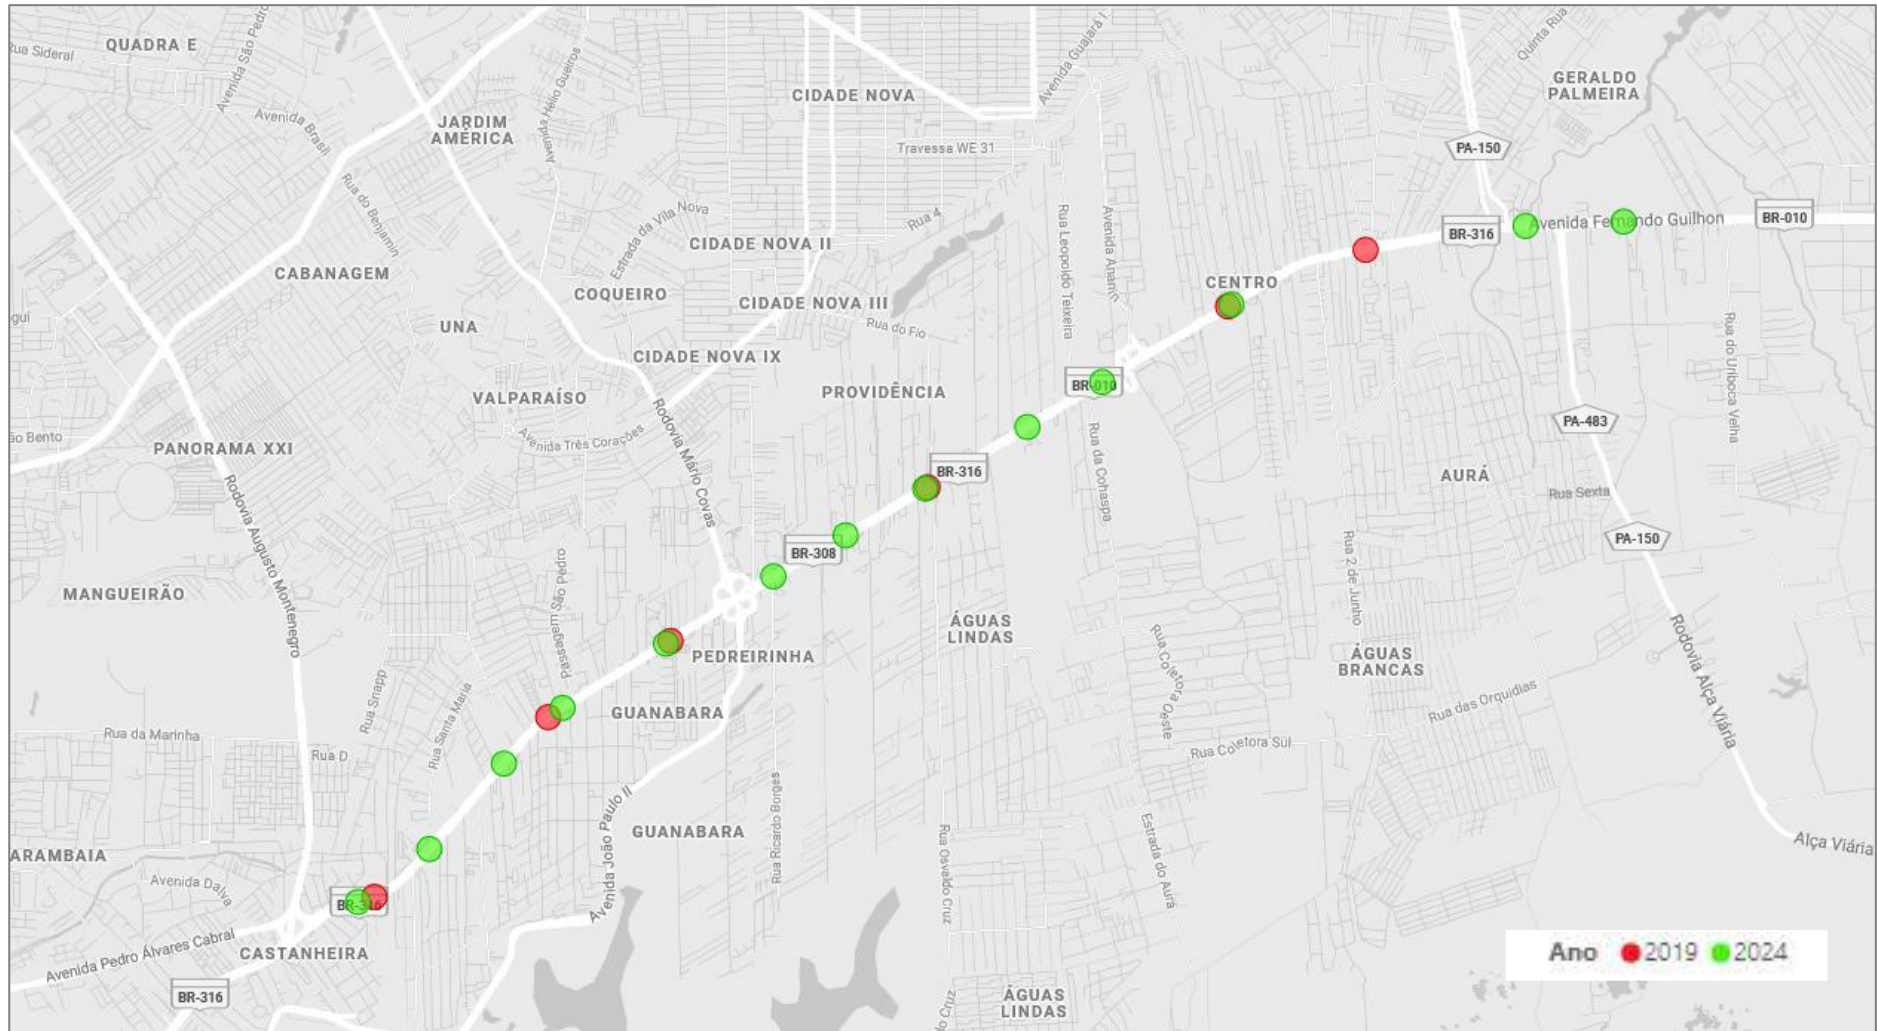 QUADRA E
Rua Sideral
Avenida São Pedro
Avenida Brasil
JARDIM
AMÉRICA
Avenida Hélio Gueiros
CIDADE NOVA
Avenida Guajará I
Quinta Rua
GERALDO
PALMEIRA
Travessa WE 31
PA-150
Rua do Benjamin
Estrada da Vila Nova
Rua 4
Rua Leopoldo Teixeira
Avenida Ananin
BR-316
Avenida Fernando Guilhon
BR-010
CIDADE NOVA II
CABANAGEM
COQUEIRO
CIDADE NOVA III
CENTRO
UNA
Rua do Fio
Rua do Uriboca Velha
CIDADE NOVA IX
VALPARAÍSO
PROVIDÊNCIA
BR-010
PA-483
Avenida Três Corações
Rodovia Mário Covas
PANORAMA XXI
Rodovia Augusto Montenegro
BR-316
Rua da Cohaspa
AURÁ
Rua Sexta
BR-308
PA-150
Rua 2 de Junho
Passagem São Pedro
MANGUEIRÃO
ÁGUAS
LINDAS
PEDREIRINHA
Rua Coletora Oeste
ÁGUAS
BRANCAS
Rodovia Alça Viária
Rua Snapp
Rua Santa Maria
GUANABARA
Rua das Orquidias
Rua da Marinha
Rua D
Rua Coletora Sul
Avenida João Paulo II
GUANABARA
Rua Ricardo Borges
Rua Osvaldo Cruz
Estrada do Aurá
Alça Viária
ARAMBAIA
Avenida Dalva
BR-316
Avenida Pedro Álvares Cabral
CASTANHEIRA
BR-316
ÁGUAS
LINDAS
do Cruz
Ano 2019 2024